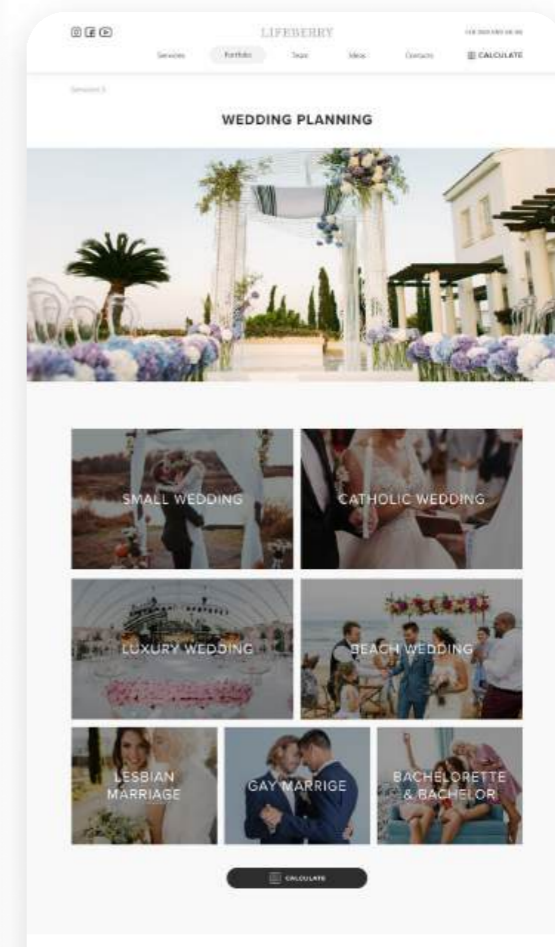 LIFEBERRY
Services
Portfolio
Team
Ideas
Contacts
CALCULATE
WEDDING PLANNING
SMALL WEDDING
CATHOLIC WEDDING
LUXURY WEDDING
BEACH WEDDING
LESBIAN
MARRIAGE
GAY MARRIGE
BACHELORETTE
& BACHELOR
CALCULATE